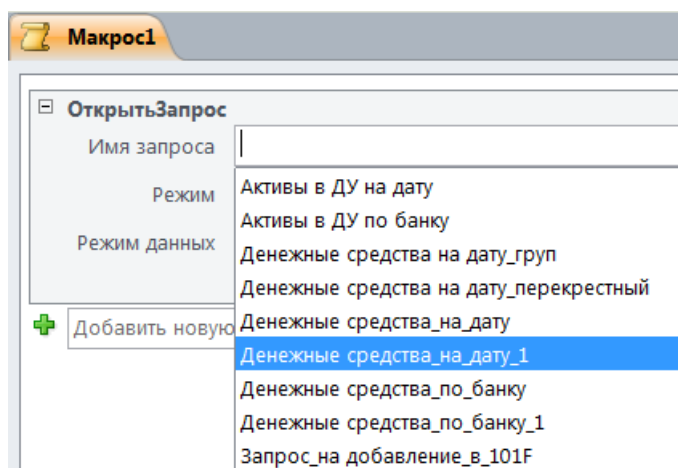 Макрос1
ОткрытьЗапрос
Имя запроса
Режим
Активы в ДУ на дату
Активы в ДУ по банку
Режим данных
Денежные средства на дату_груп
Денежные средства на дату_перекрестный
Добавить новую
Денежные средства_на_дату
Денежные средства_на_дату_1
Денежные средства_по_банку
Денежные средства_по_банку_1
Запрос_на добавление_в_101F